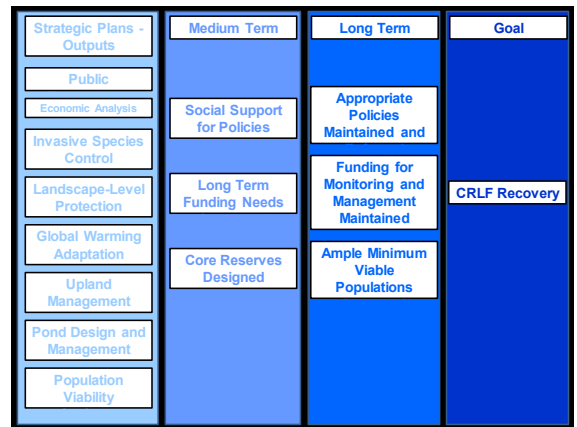 Strategic Plans -
Outputs
Public
Economic Analysis
Invasive Species
Control
Landscape-Level
Protection
Global Warming
Adaptation
Upland
Management
Pond Design and
Management
Population
Viability
Medium Term
Social Support
for Policies
Long Term
Funding Needs
Core Reserves
Designed
Long Term
Appropriate
Policies
Maintained and
Funding for
Monitoring and
Management
Maintained
Ample Minimum
Viable
Populations
Goal
CRLF Recovery